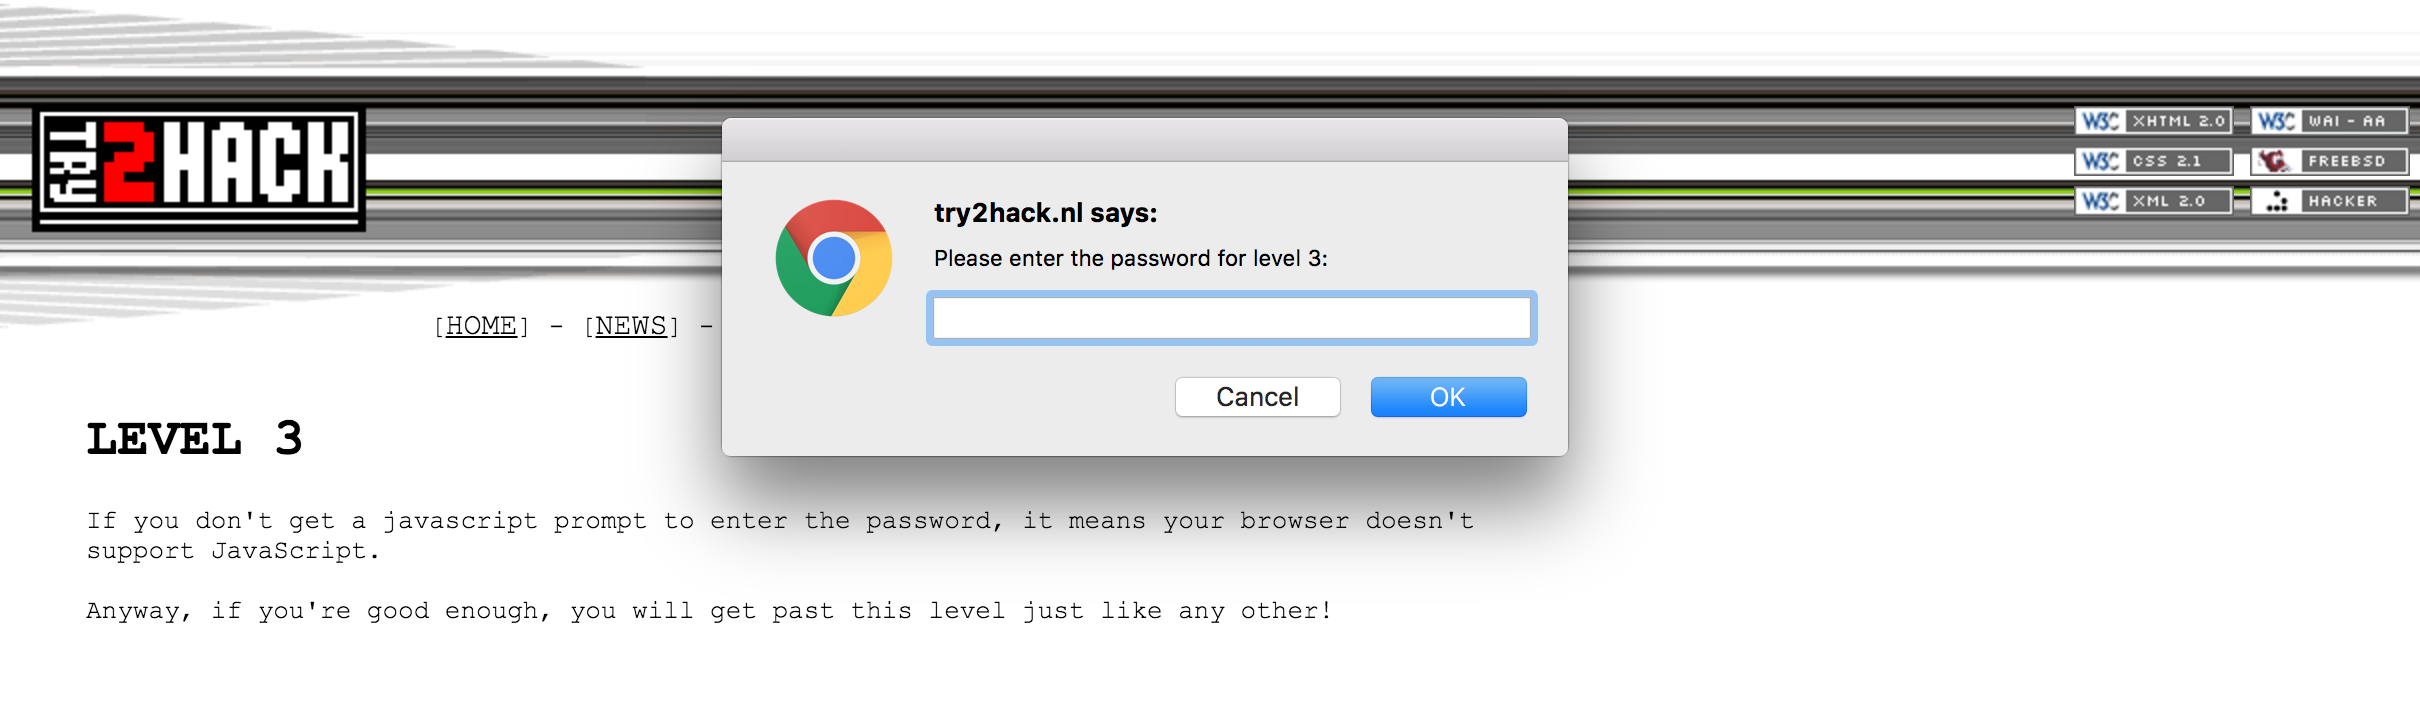 TRY2HACK
W3C XHTML 2.0
W3C WAI - AA
W3C CSS 2.1
FREEBSD
W3C XML 2.0
HACKER
try2hack.nl says:
Please enter the password for level 3:
Cancel
OK
[HOME] - [NEWS] -
LEVEL 3
If you don't get a javascript prompt to enter the password, it means your browser doesn't
support JavaScript.
Anyway, if you're good enough, you will get past this level just like any other!